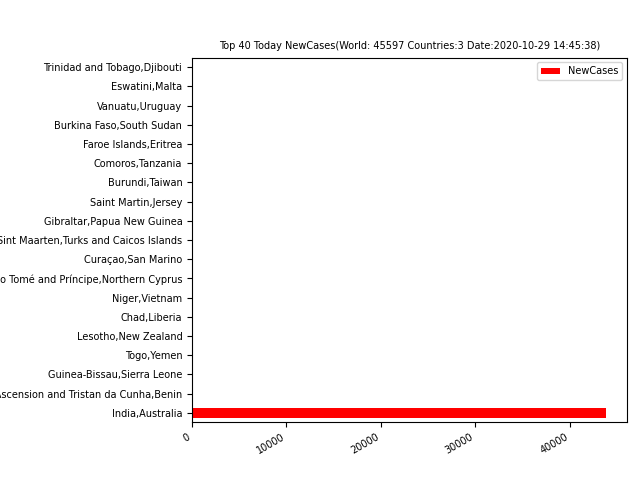 Top 40 Today NewCases(World: 45597 Countries:3 Date:2020-10-29 14:45:38)
NewCases
Trinidad and Tobago,Djibouti
Eswatini,Malta
Vanuatu,Uruguay
Burkina Faso,South Sudan
Faroe Islands,Eritrea
Comoros,Tanzania
Burundi,Taiwan
Saint Martin,Jersey
Gibraltar,Papua New Guinea
Sint Maarten,Turks and Caicos Islands
Curaçao,San Marino
o Tomé and Príncipe,Northern Cyprus
Niger,Vietnam
Chad,Liberia
Lesotho,New Zealand
Togo,Yemen
Guinea-Bissau,Sierra Leone
Ascension and Tristan da Cunha,Benin
India,Australia
0 10000 20000 30000 40000